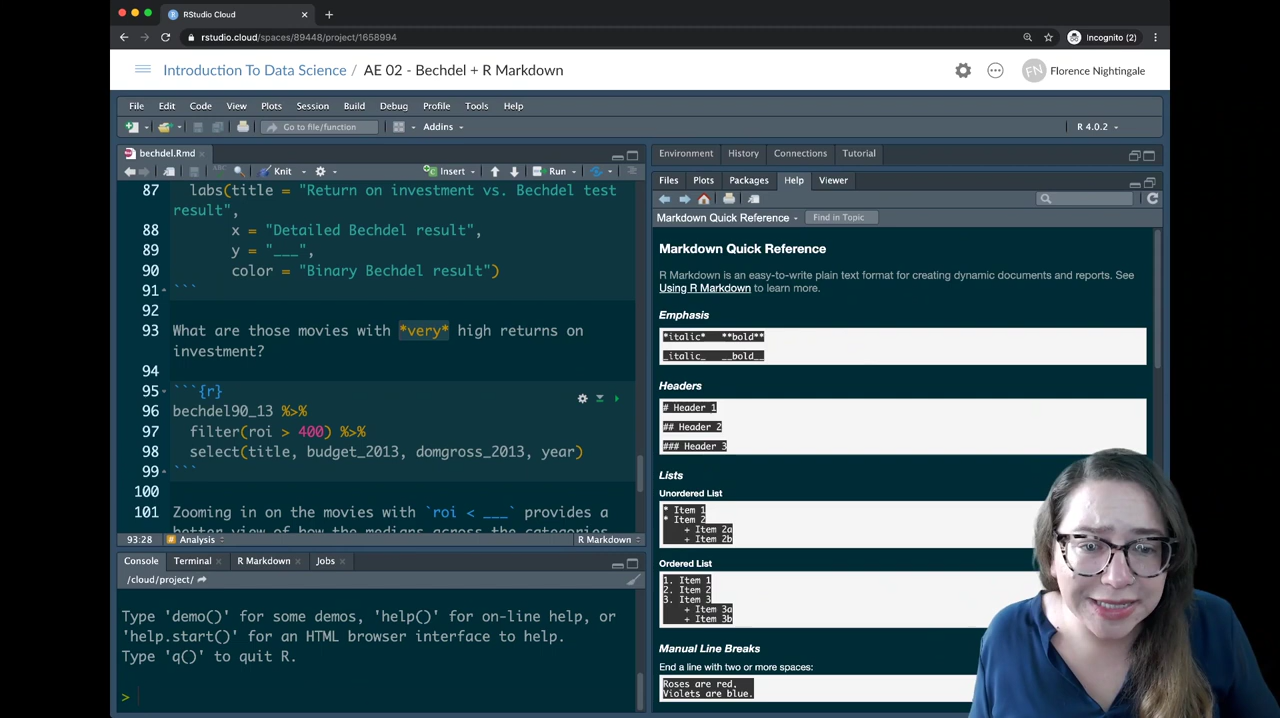 RStudio Cloud
rstudio.cloud/spaces/89448/project/1658994
Incognito (2)
Introduction To Data Science / AE 02 - Bechdel + R Markdown
FN Florence Nightingale
File Edit Code View Plots Session Build Debug Profile Tools Help
Go to file/function Addins
R 4.0.2
bechdel.Rmd
Knit Insert Run
87 labs(title = "Return on investment vs. Bechdel test
result",
88 x = "Detailed Bechdel result",
89 y = "___",
90 color = "Binary Bechdel result")
91 ```
92
93 What are those movies with *very* high returns on
investment?
94
95 ```{r}
96 bechdel90_13 %>%
97 filter(roi > 400) %>%
98 select(title, budget_2013, domgross_2013, year)
99 ```
100
101 Zooming in on the movies with `roi < ___` provides a
better view of how the medians across the categories
93:28 # Analysis R Markdown
Console Terminal R Markdown Jobs
/cloud/project/
Type 'demo()' for some demos, 'help()' for on-line help, or
'help.start()' for an HTML browser interface to help.
Type 'q()' to quit R.
>
Environment History Connections Tutorial
Files Plots Packages Help Viewer
Markdown Quick Reference Find in Topic
Markdown Quick Reference
R Markdown is an easy-to-write plain text format for creating dynamic documents and reports. See
Using R Markdown to learn more.
Emphasis
*italic* **bold**
_italic_ __bold__
Headers
# Header 1
## Header 2
### Header 3
Lists
Unordered List
* Item 1
* Item 2
+ Item 2a
+ Item 2b
Ordered List
1. Item 1
2. Item 2
3. Item 3
+ Item 3a
+ Item 3b
Manual Line Breaks
End a line with two or more spaces:
Roses are red.
Violets are blue.